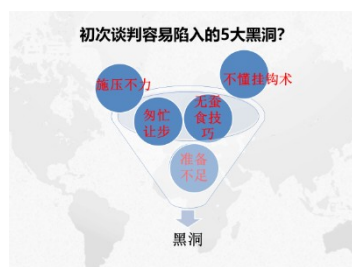 初次谈判容易陷入的5大黑洞?
施压不力
不懂挂钩术
匆忙
让步
无蚕
食技
巧
准备
不足
黑洞